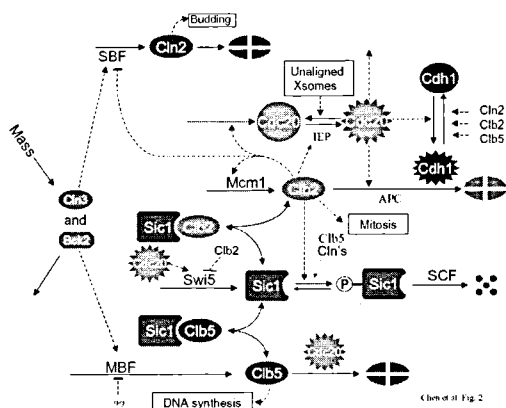 Budding
SBF
Cln2
Unaligned
Xsomes
Cdh1
IEP
Cln2
Clb2
Clb5
Cdh1
Mass
Mcm1
APC
Cln3
and
Bck2
Sic1
Mitosis
Clb5
Cln's
Clb2
Swi5
Sic1
P
Sic1
SCF
Sic1
Clb5
MBF
Clb5
??
DNA synthesis
Chen et al. Fig. 2